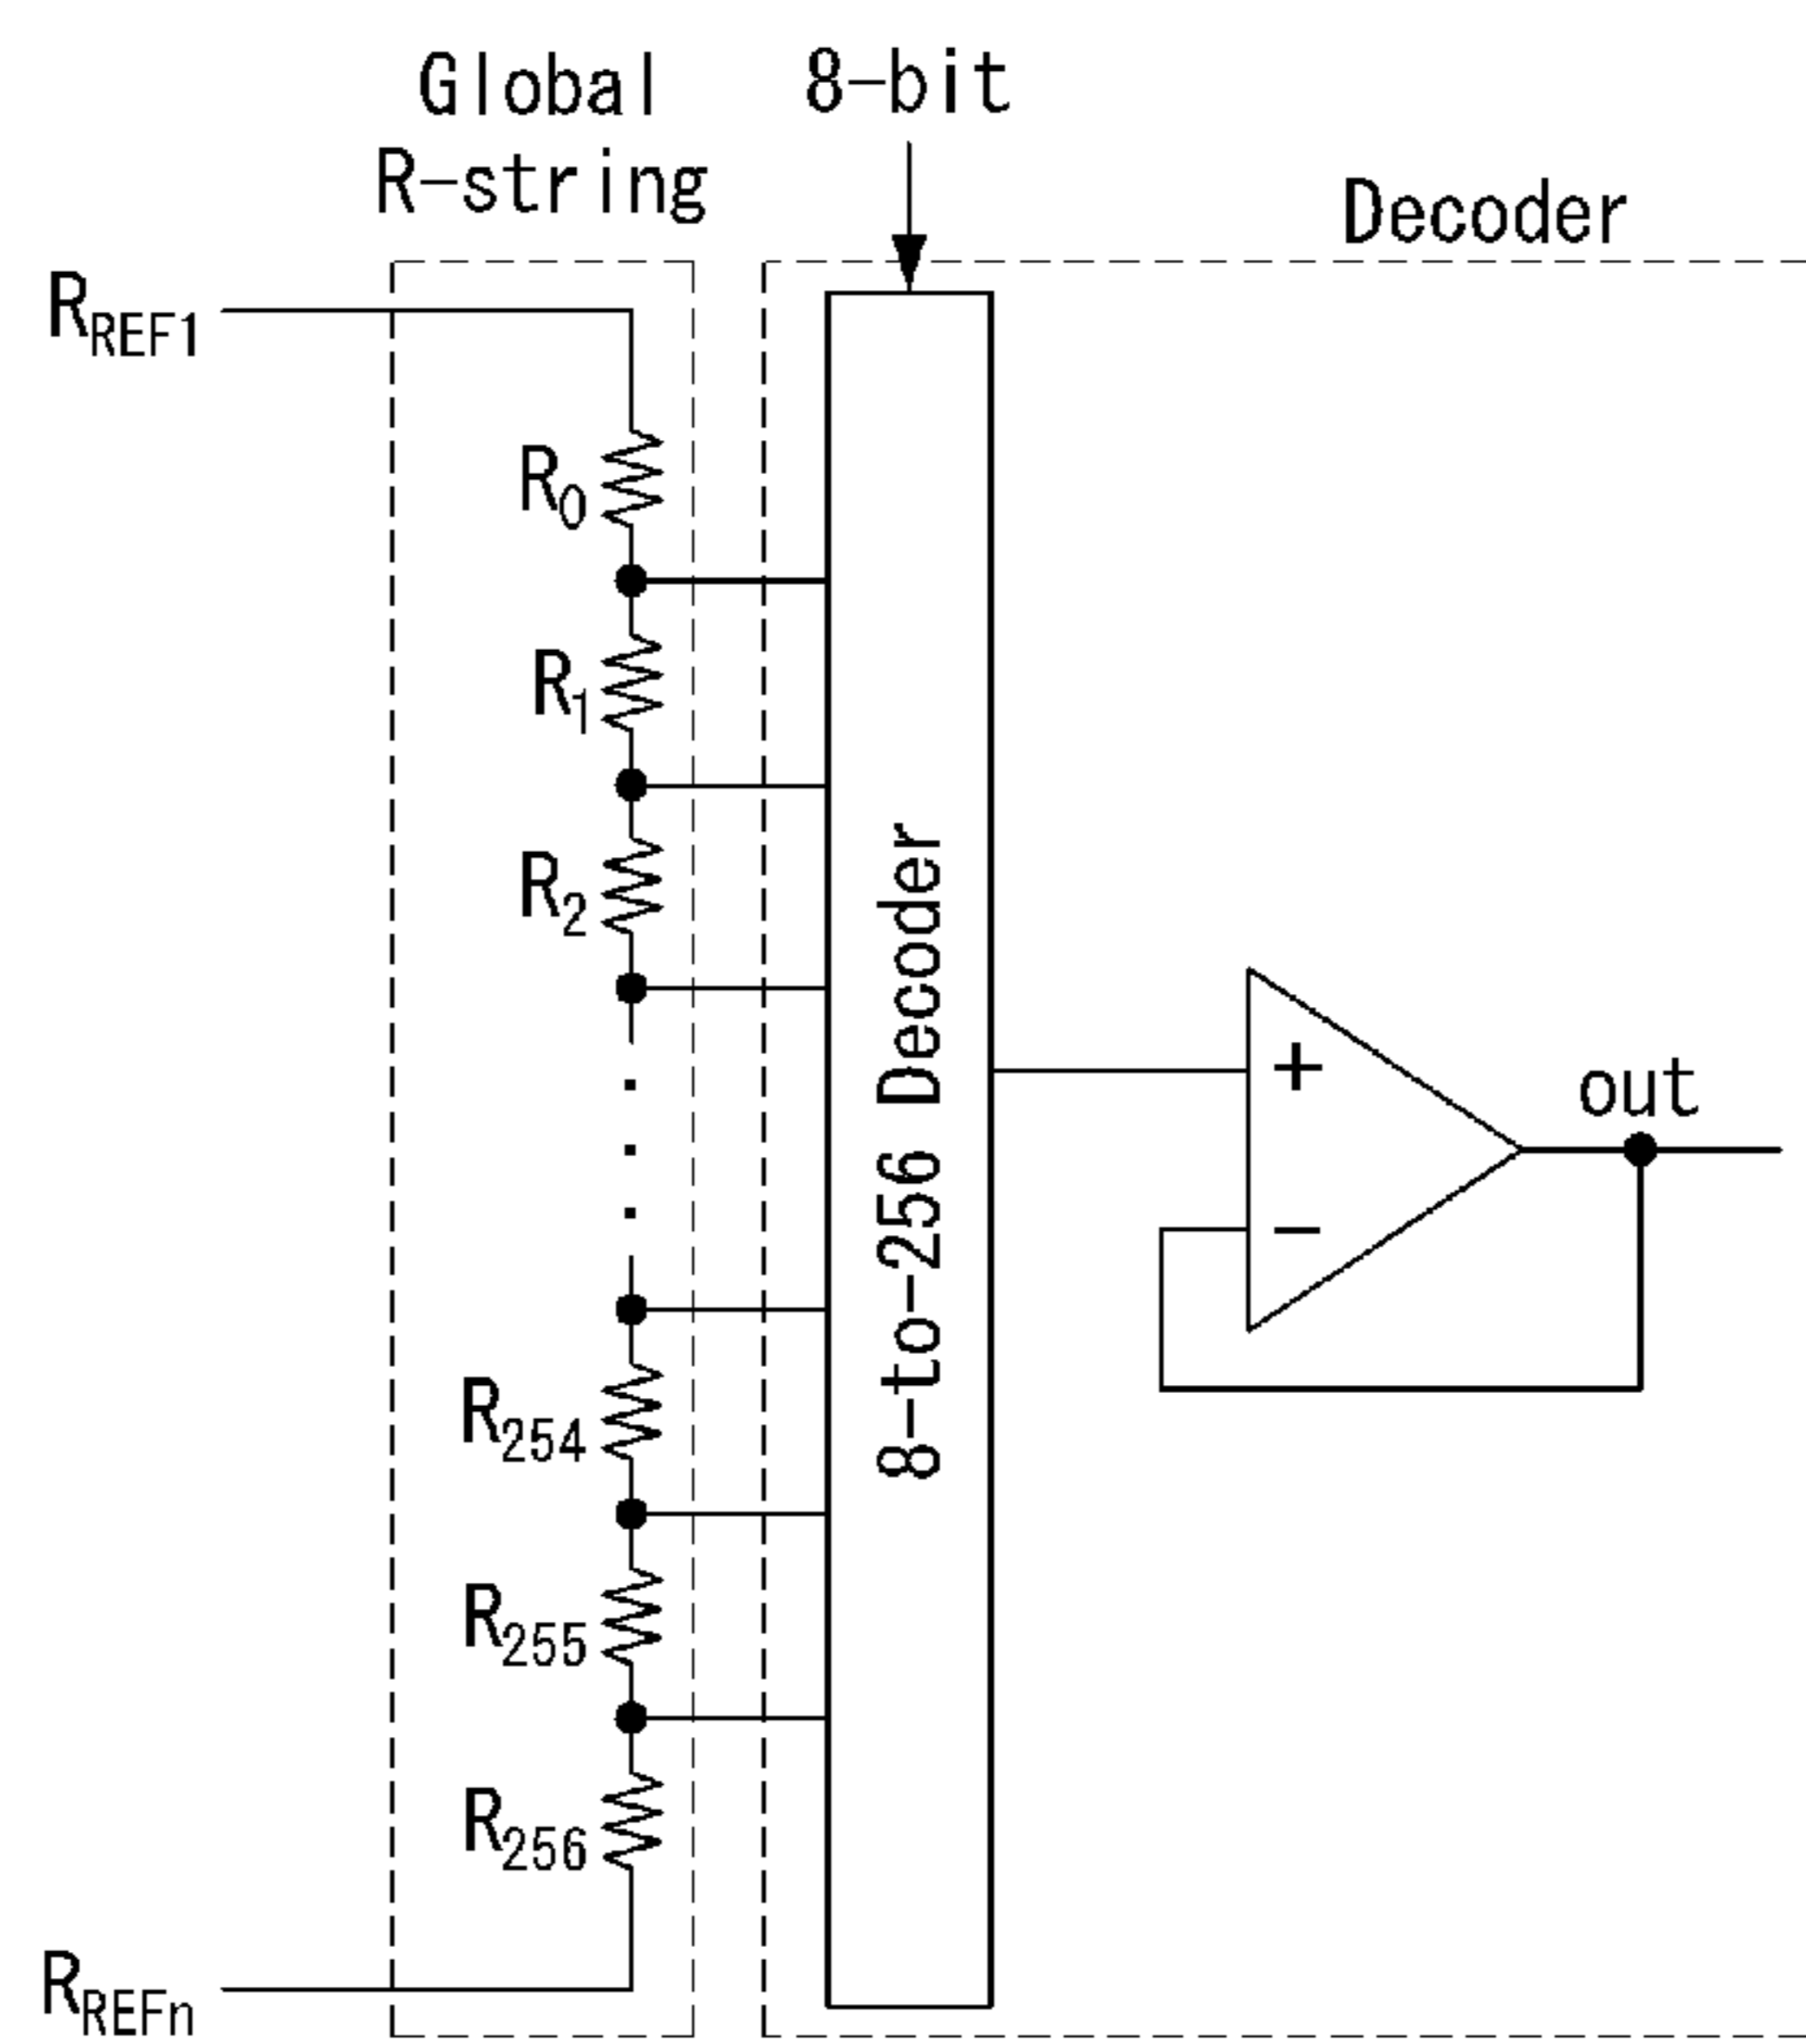 Global
R-string
8-bit
Decoder
R_REF1
R_0
R_1
R_2
8-to-256 Decoder
+
out
−
R_254
R_255
R_256
R_REFn